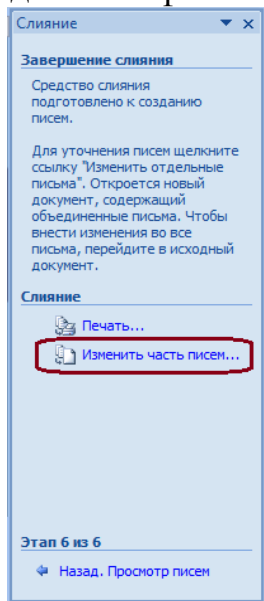 Слияние
Завершение слияния
Средство слияния
подготовлено к созданию
писем.
Для уточнения писем щелкните
ссылку "Изменить отдельные
письма". Откроется новый
документ, содержащий
объединенные письма. Чтобы
внести изменения во все
письма, перейдите в исходный
документ.
Слияние
Печать...
Изменить часть писем...
Этап 6 из 6
Назад. Просмотр писем